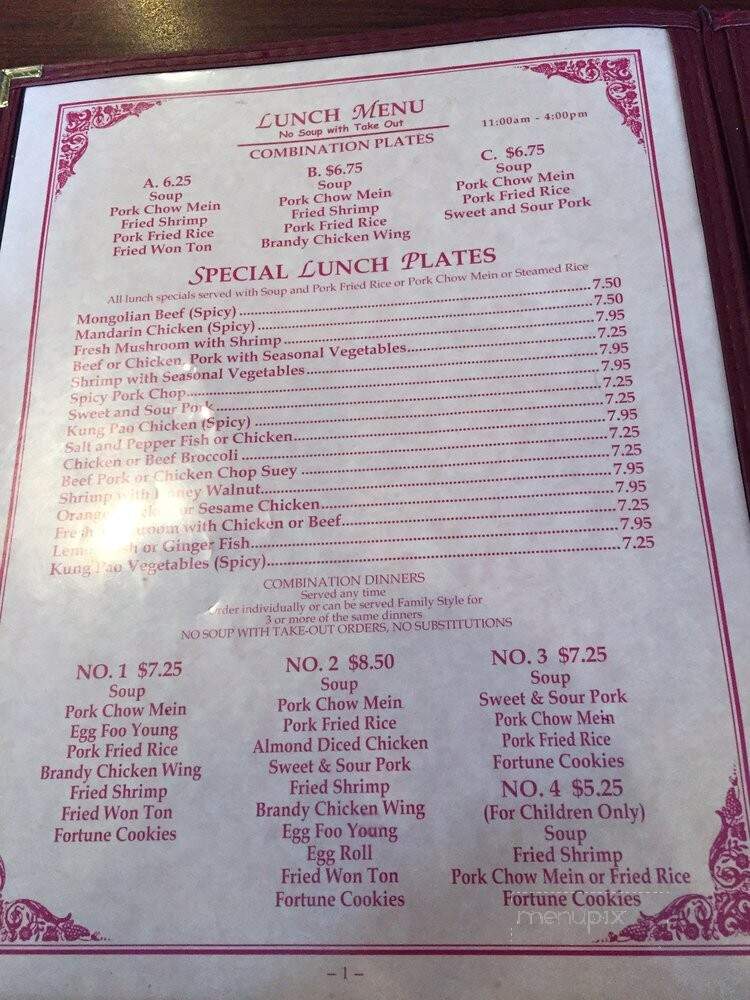 LUNCH MENU
No Soup with Take Out
11:00am - 4:00pm
COMBINATION PLATES
A. 6.25
Soup
Pork Chow Mein
Fried Shrimp
Pork Fried Rice
Fried Won Ton
B. $6.75
Soup
Pork Chow Mein
Fried Shrimp
Pork Fried Rice
Brandy Chicken Wing
C. $6.75
Soup
Pork Chow Mein
Pork Fried Rice
Sweet and Sour Pork
SPECIAL LUNCH PLATES
All lunch specials served with Soup and Pork Fried Rice or Pork Chow Mein or Steamed Rice
Mongolian Beef (Spicy) 7.50
Mandarin Chicken (Spicy) 7.50
Fresh Mushroom with Shrimp 7.95
Beef or Chicken, Pork with Seasonal Vegetables 7.25
Shrimp with Seasonal Vegetables 7.95
Spicy Pork Chop 7.95
Sweet and Sour Pork 7.25
Kung Pao Chicken (Spicy) 7.25
Salt and Pepper Fish or Chicken 7.95
Chicken or Beef Broccoli 7.25
Beef Pork or Chicken Chop Suey 7.25
Shrimp with Walnut 7.95
Orange or Sesame Chicken 7.95
with Chicken or Beef 7.25
or Ginger Fish 7.95
Kung Pao Vegetables (Spicy) 7.25
COMBINATION DINNERS
Served any time
Order individually or can be served Family Style for
3 or more of the same dinners
NO SOUP WITH TAKE-OUT ORDERS, NO SUBSTITUTIONS
NO. 1 $7.25
Soup
Pork Chow Mein
Egg Foo Young
Pork Fried Rice
Brandy Chicken Wing
Fried Shrimp
Fried Won Ton
Fortune Cookies
NO. 2 $8.50
Soup
Pork Chow Mein
Pork Fried Rice
Almond Diced Chicken
Sweet & Sour Pork
Fried Shrimp
Brandy Chicken Wing
Egg Foo Young
Egg Roll
Fried Won Ton
Fortune Cookies
NO. 3 $7.25
Soup
Sweet & Sour Pork
Pork Chow Mein
Pork Fried Rice
Fortune Cookies
NO. 4 $5.25
(For Children Only)
Soup
Fried Shrimp
Pork Chow Mein or Fried Rice
Fortune Cookies
menupix
– 1 –